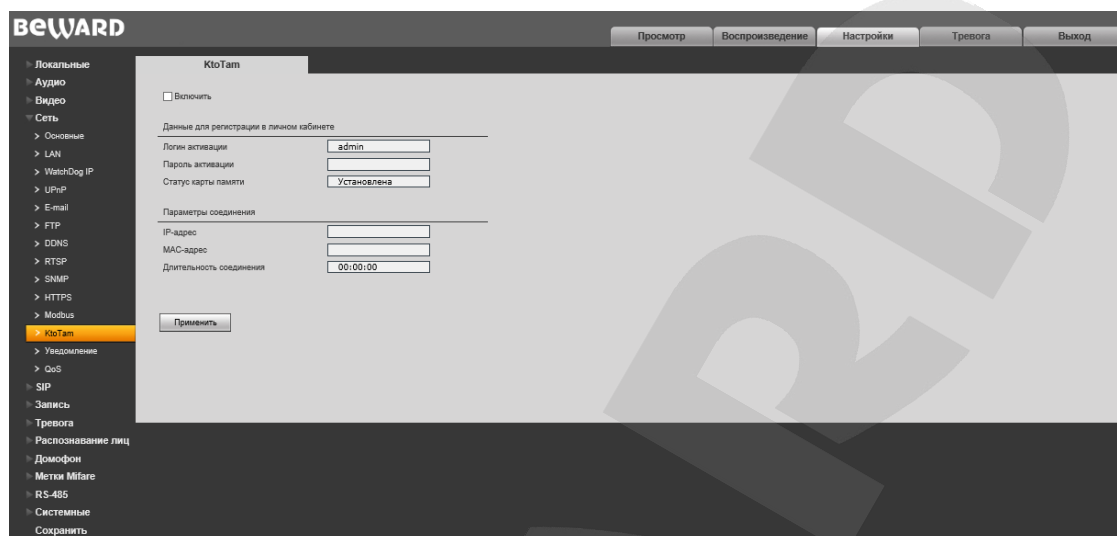 BEWARD
Просмотр
Воспроизведение
Настройки
Тревога
Выход
Локальные
Аудио
Видео
Сеть
Основные
LAN
WatchDog IP
UPnP
E-mail
FTP
DDNS
RTSP
SNMP
HTTPS
Modbus
KtoTam
Уведомление
QoS
SIP
Запись
Тревога
Распознавание лиц
Домофон
Метки Mifare
RS-485
Системные
Сохранить
KtoTam
Включить
Данные для регистрации в личном кабинете
Логин активации admin
Пароль активации
Статус карты памяти Установлена
Параметры соединения
IP-адрес
MAC-адрес
Длительность соединения 00:00:00
Применить